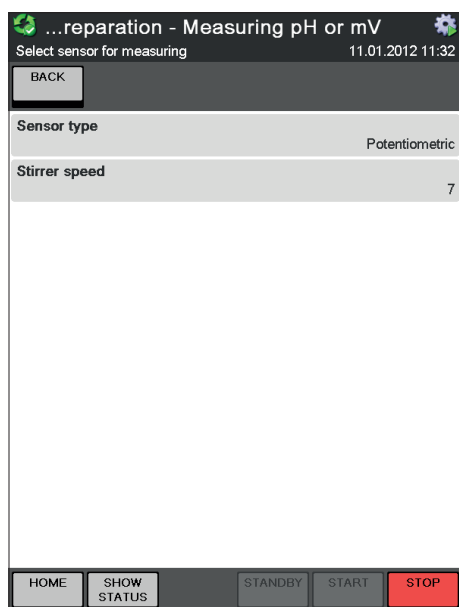 ...reparation - Measuring pH or mV
Select sensor for measuring 11.01.2012 11:32
BACK
Sensor type
Potentiometric
Stirrer speed
7
HOME
SHOW
STATUS
STANDBY
START
STOP